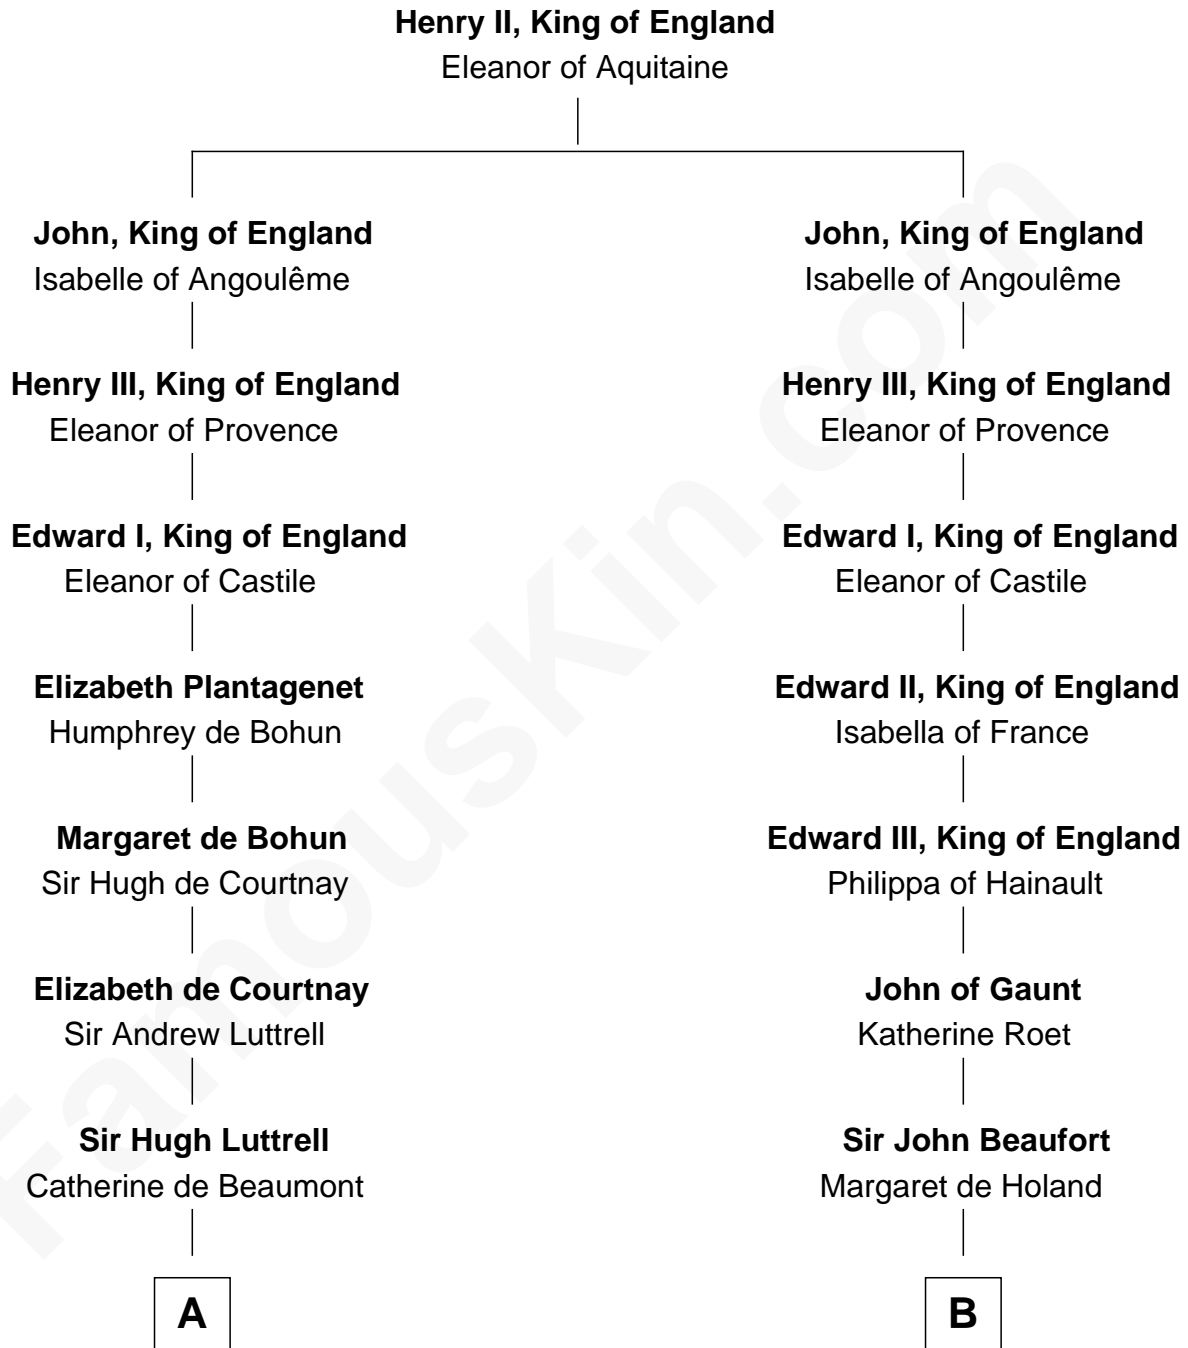 Henry II, King of England
Eleanor of Aquitaine
John, King of England
Isabelle of Angoulême
Henry III, King of England
Eleanor of Provence
Edward I, King of England
Eleanor of Castile
Elizabeth Plantagenet
Humphrey de Bohun
Margaret de Bohun
Sir Hugh de Courtnay
Elizabeth de Courtnay
Sir Andrew Luttrell
Sir Hugh Luttrell
Catherine de Beaumont
A
John, King of England
Isabelle of Angoulême
Henry III, King of England
Eleanor of Provence
Edward I, King of England
Eleanor of Castile
Edward II, King of England
Isabella of France
Edward III, King of England
Philippa of Hainault
John of Gaunt
Katherine Roet
Sir John Beaufort
Margaret de Holand
B
FamousKin.com